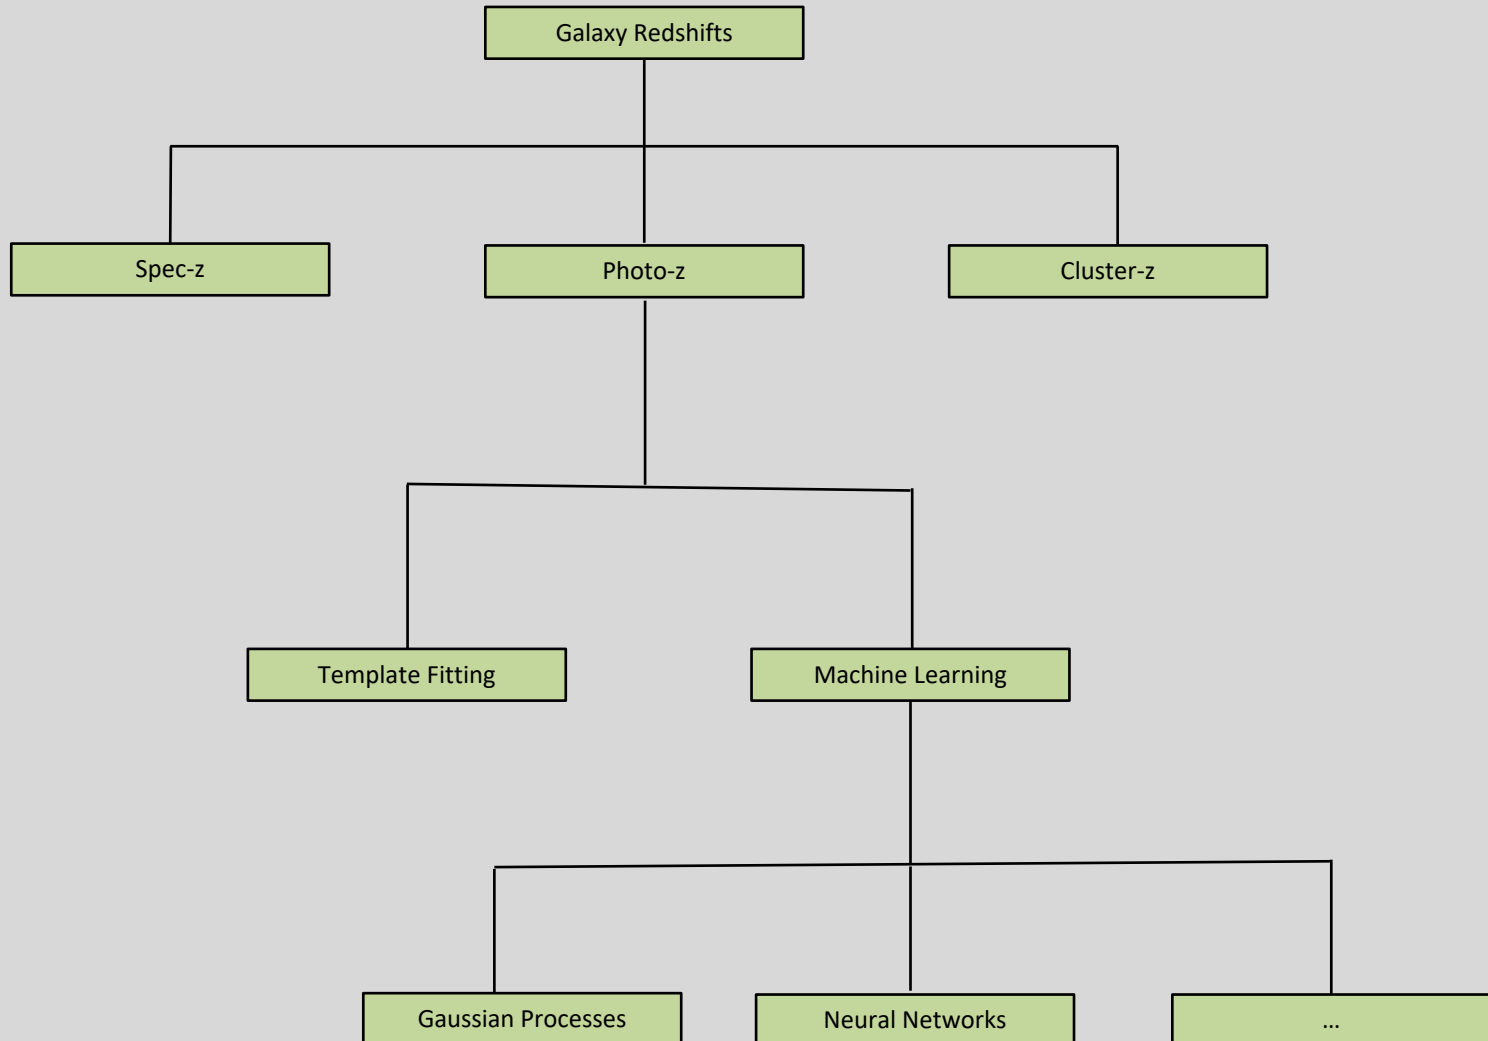 Galaxy Redshifts
Spec-z
Photo-z
Cluster-z
Template Fitting
Machine Learning
Gaussian Processes
Neural Networks
...